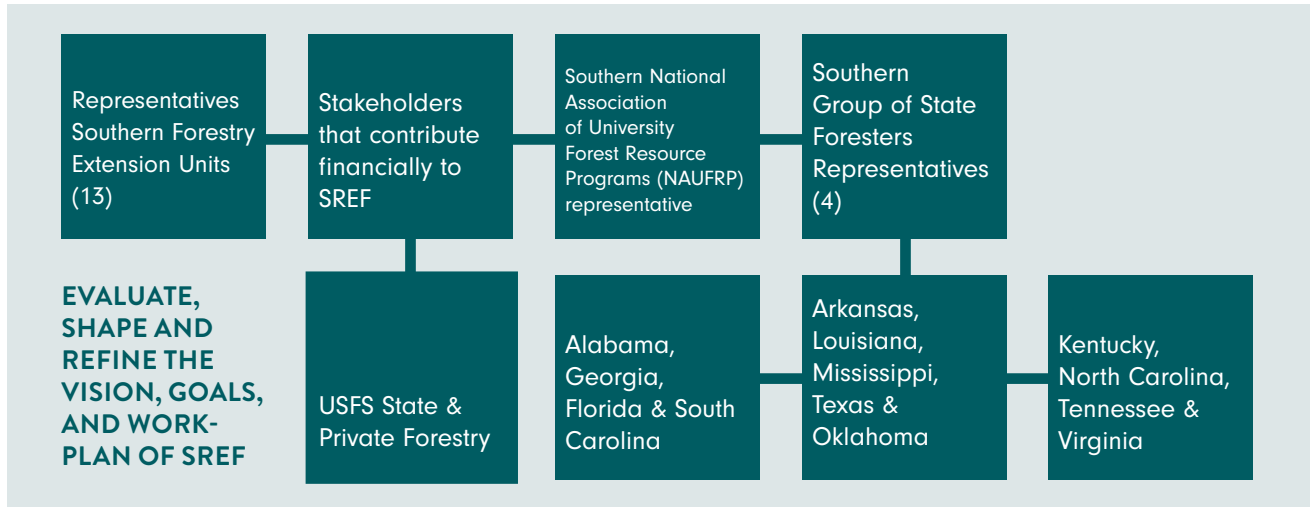 Representatives
Southern Forestry
Extension Units
(13)
Stakeholders
that contribute
financially to
SREF
Southern National
Association
of University
Forest Resource
Programs (NAUFRP)
representative
Southern
Group of State
Foresters
Representatives
(4)
EVALUATE,
SHAPE AND
REFINE THE
VISION, GOALS,
AND WORK-
PLAN OF SREF
USFS State &
Private Forestry
Alabama,
Georgia,
Florida & South
Carolina
Arkansas,
Louisiana,
Mississippi,
Texas &
Oklahoma
Kentucky,
North Carolina,
Tennessee &
Virginia